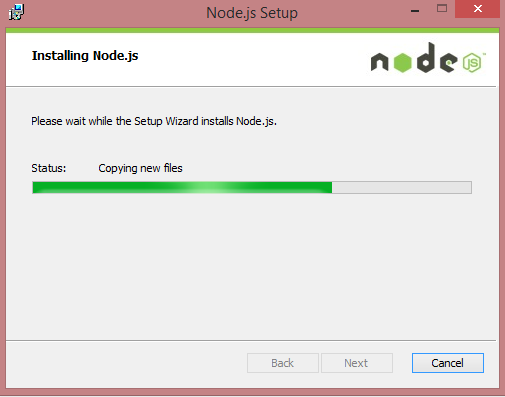 Node.js Setup
Installing Node.js
node JS
Please wait while the Setup Wizard installs Node.js.
Status: Copying new files
Back Next Cancel